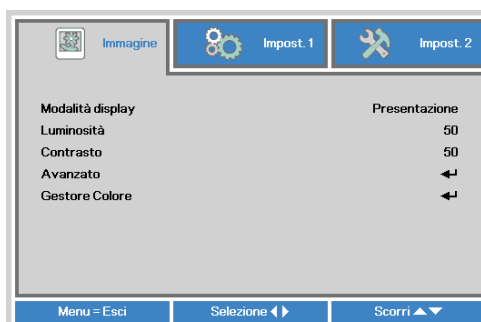 Immagine Impost. 1 Impost. 2
Modalità display Presentazione
Luminosità 50
Contrasto 50
Avanzato
Gestore Colore
Menu = Esci Selezione Scorri